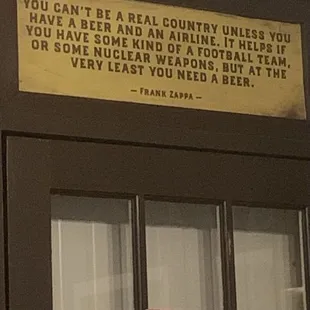 YOU CAN'T BE A REAL COUNTRY UNLESS YOU
HAVE A BEER AND AN AIRLINE. IT HELPS IF
YOU HAVE SOME KIND OF A FOOTBALL TEAM,
OR SOME NUCLEAR WEAPONS, BUT AT THE
VERY LEAST YOU NEED A BEER.
– FRANK ZAPPA –